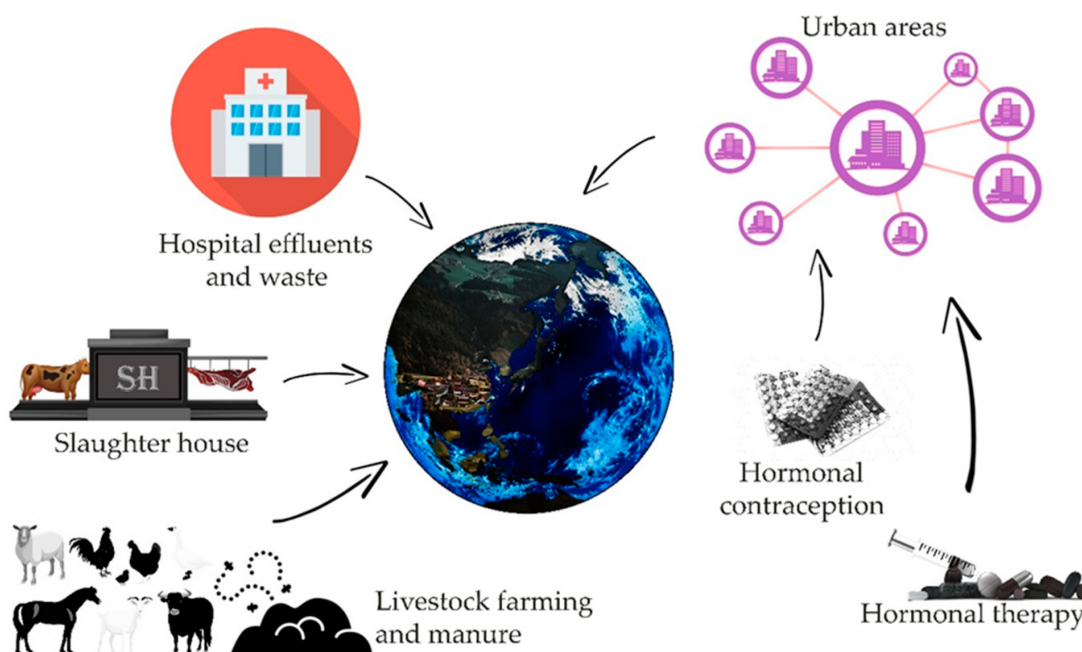 Urban areas
Hospital effluents
and waste
SH
Slaughter house
Hormonal
contraception
Livestock farming
and manure
Hormonal therapy